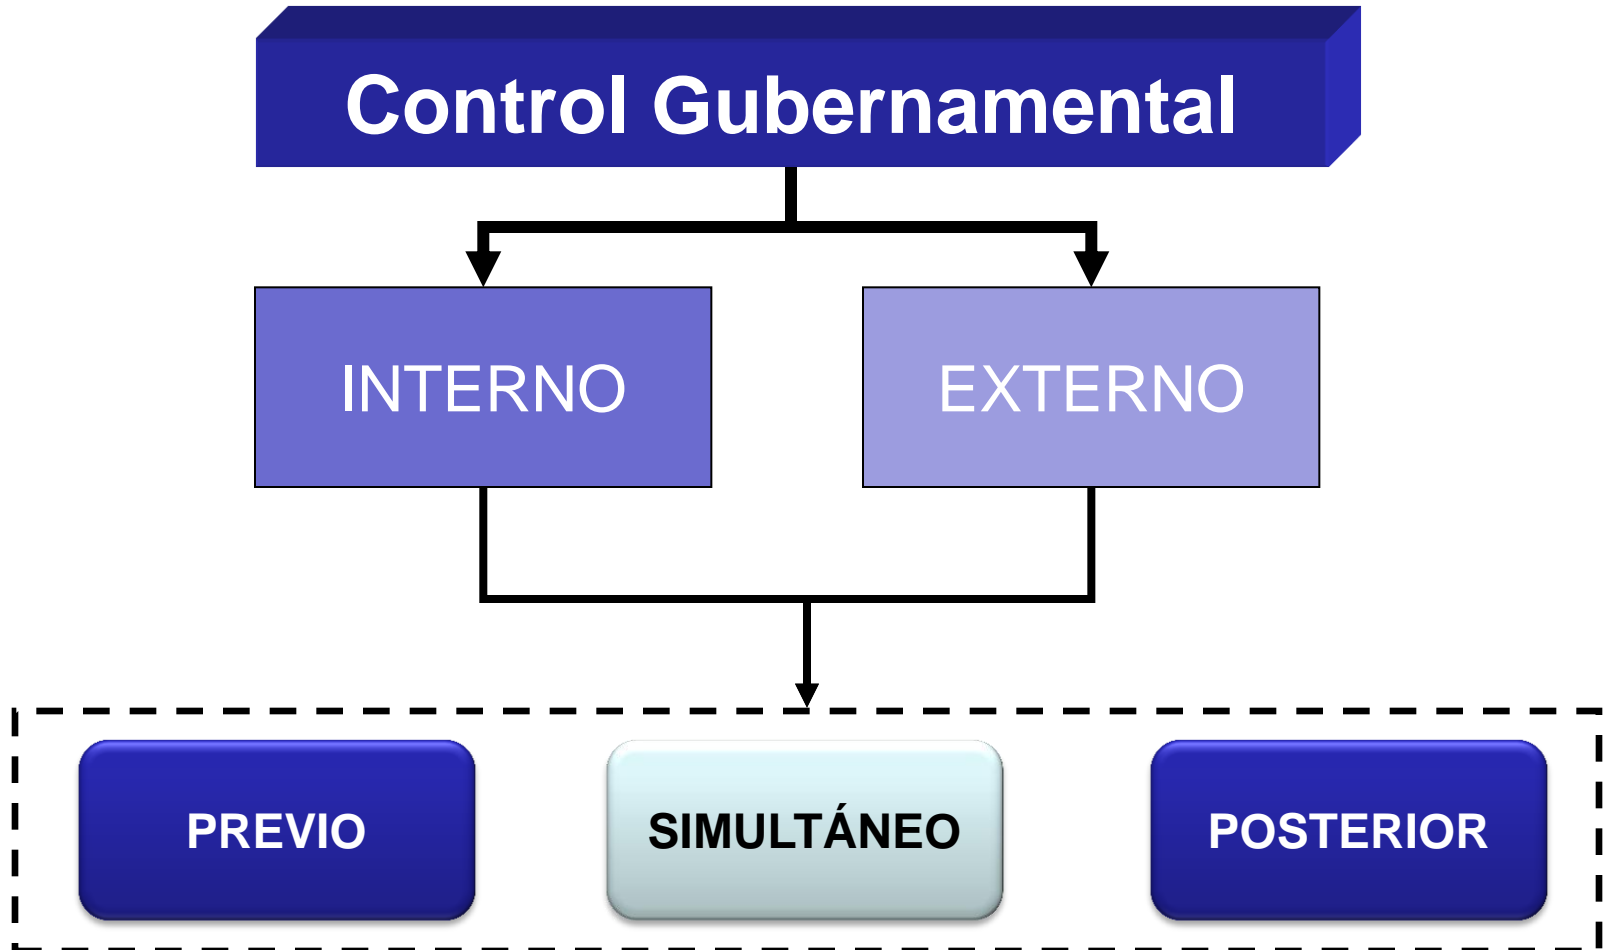 Control Gubernamental
INTERNO
EXTERNO
PREVIO
SIMULTÁNEO
POSTERIOR